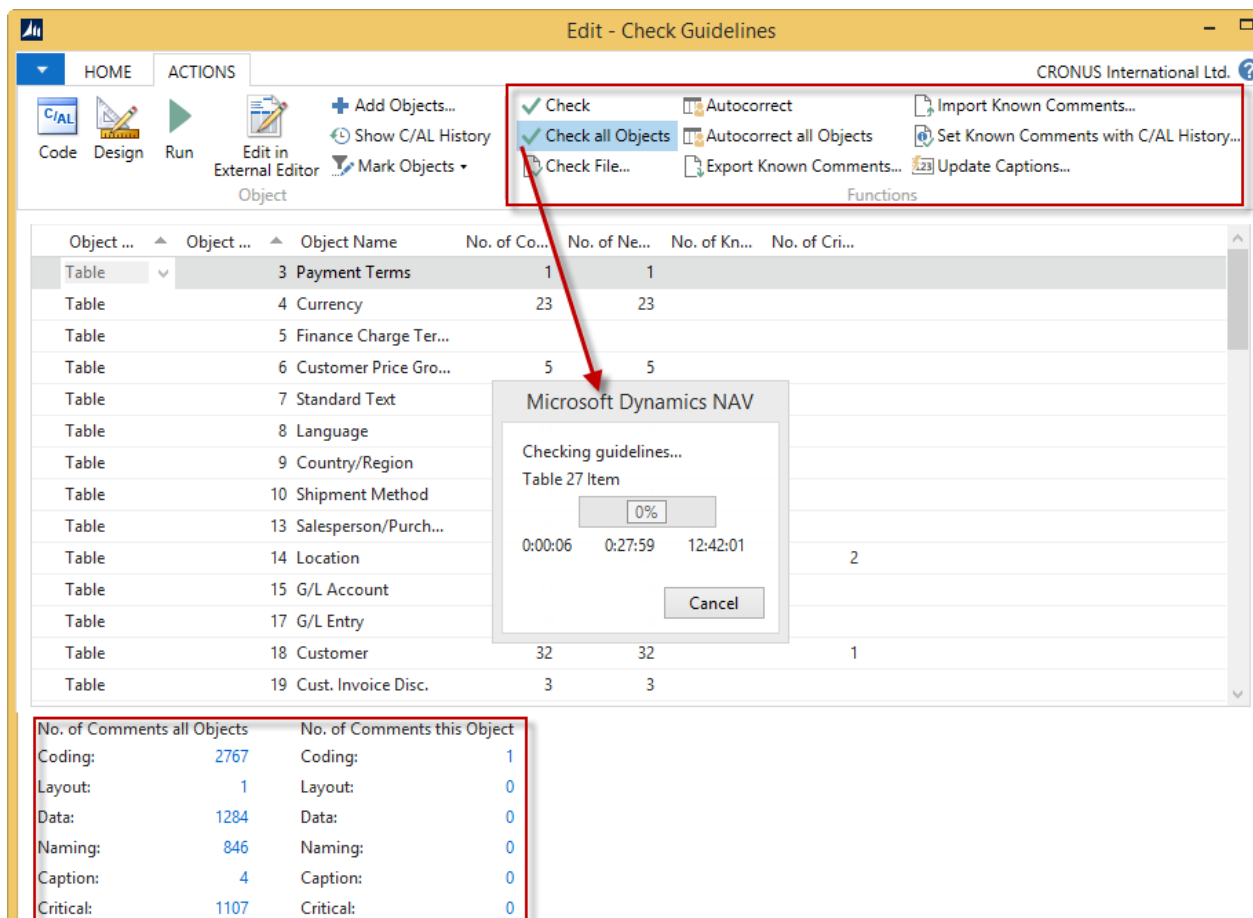 Edit - Check Guidelines
HOME ACTIONS CRONUS International Ltd. ?
C/AL Code
Design
Run
Edit in External Editor
Add Objects...
Show C/AL History
Mark Objects
Object
Check Autocorrect Import Known Comments...
Check all Objects Autocorrect all Objects Set Known Comments with C/AL History...
Check File... Export Known Comments... Update Captions...
Functions
Object ... Object ... Object Name No. of Co... No. of Ne... No. of Kn... No. of Cri...
Table 3 Payment Terms 1 1
Table 4 Currency 23 23
Table 5 Finance Charge Ter...
Table 6 Customer Price Gro... 5 5
Table 7 Standard Text
Table 8 Language
Table 9 Country/Region
Table 10 Shipment Method
Table 13 Salesperson/Purch...
Table 14 Location 2
Table 15 G/L Account
Table 17 G/L Entry
Table 18 Customer 32 32 1
Table 19 Cust. Invoice Disc. 3 3
Microsoft Dynamics NAV
Checking guidelines...
Table 27 Item
0%
0:00:06 0:27:59 12:42:01
Cancel
No. of Comments all Objects No. of Comments this Object
Coding: 2767 Coding: 1
Layout: 1 Layout: 0
Data: 1284 Data: 0
Naming: 846 Naming: 0
Caption: 4 Caption: 0
Critical: 1107 Critical: 0